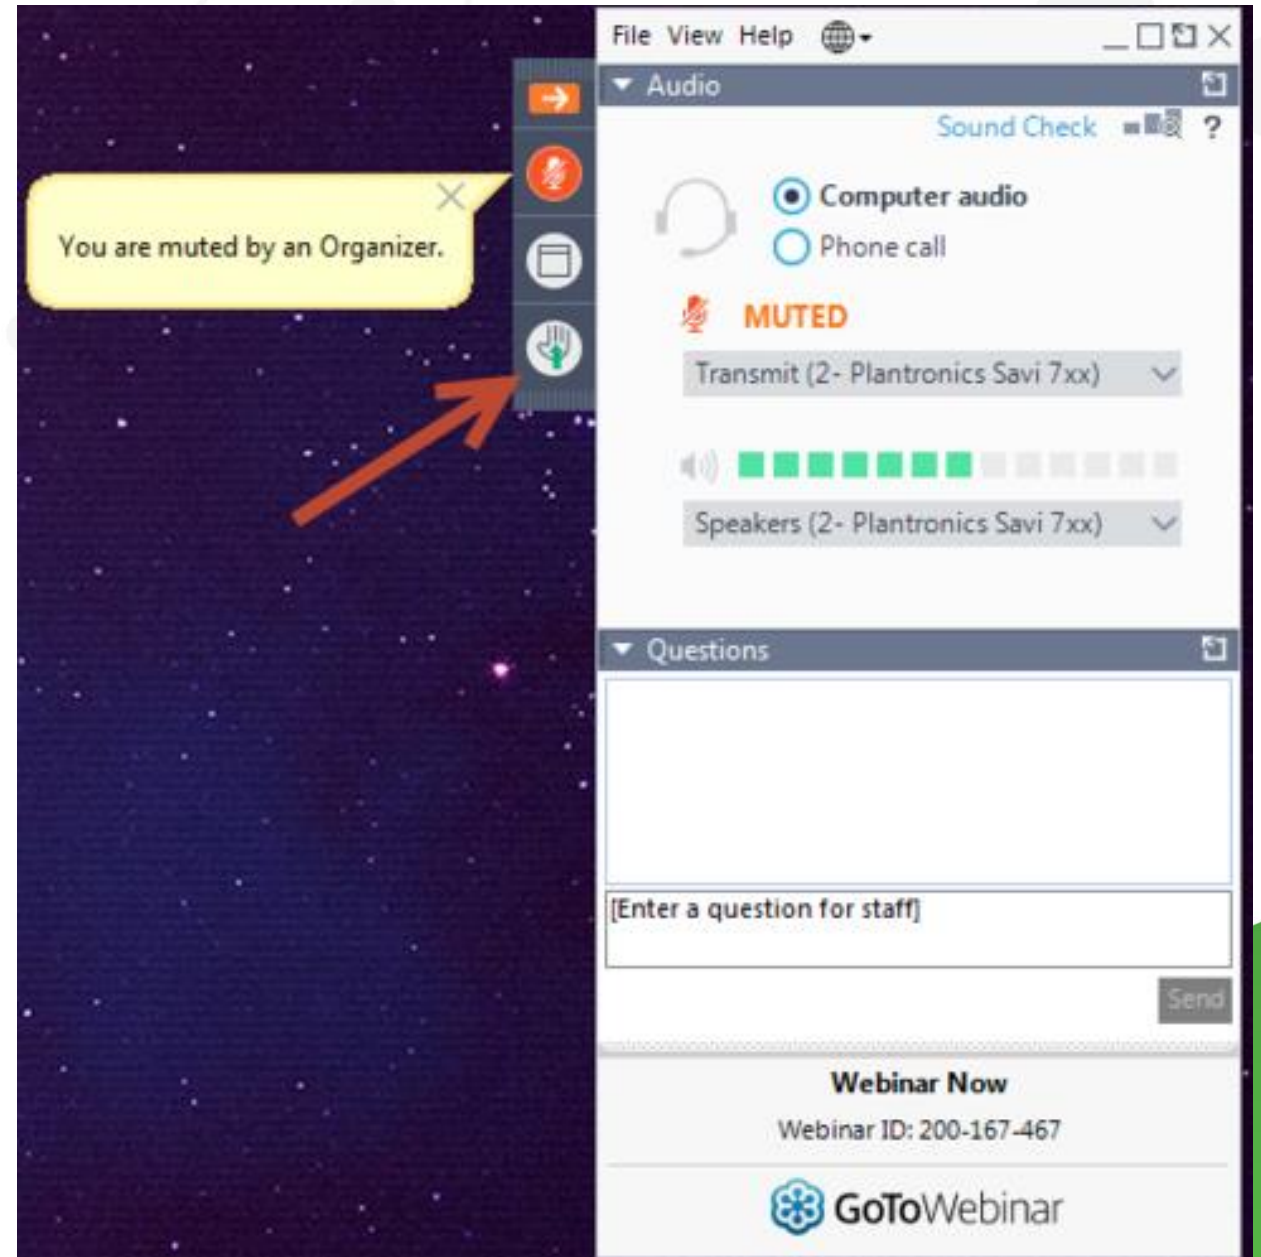 File View Help
Audio
Sound Check ?
Computer audio
Phone call
You are muted by an Organizer.
MUTED
Transmit (2- Plantronics Savi 7xx)
Speakers (2- Plantronics Savi 7xx)
Questions
[Enter a question for staff]
Send
Webinar Now
Webinar ID: 200-167-467
GoToWebinar